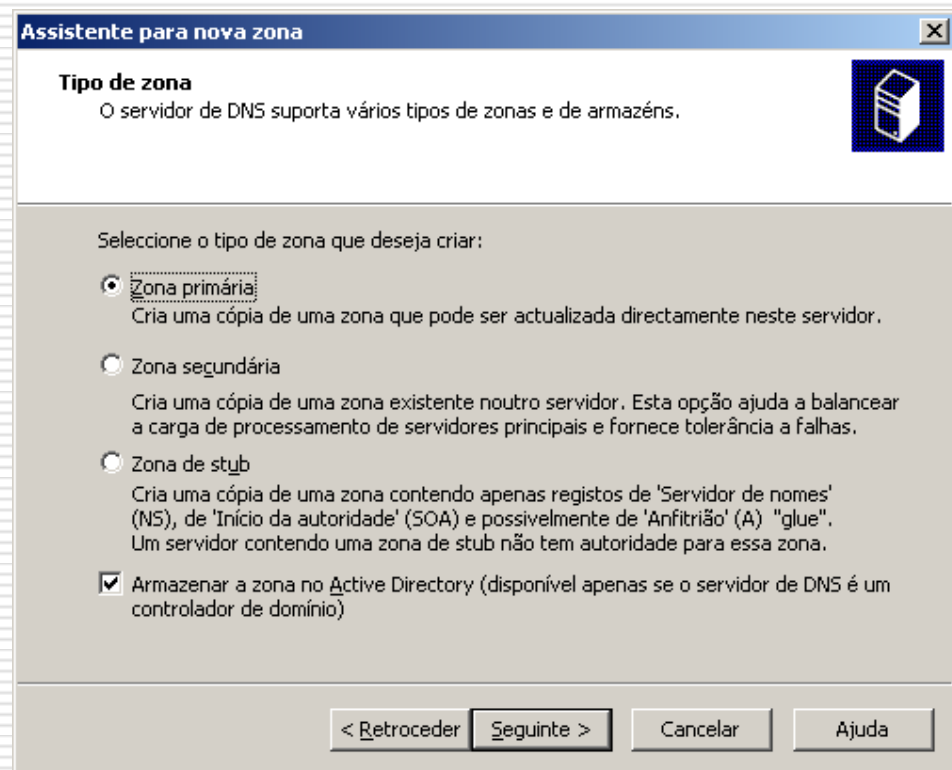 Assistente para nova zona
Tipo de zona
O servidor de DNS suporta vários tipos de zonas e de armazéns.
Seleccione o tipo de zona que deseja criar:
Zona primária
Cria uma cópia de uma zona que pode ser actualizada directamente neste servidor.
Zona secundária
Cria uma cópia de uma zona existente noutro servidor. Esta opção ajuda a balancear
a carga de processamento de servidores principais e fornece tolerância a falhas.
Zona de stub
Cria uma cópia de uma zona contendo apenas registos de 'Servidor de nomes'
(NS), de 'Início da autoridade' (SOA) e possivelmente de 'Anfitrião' (A) "glue".
Um servidor contendo uma zona de stub não tem autoridade para essa zona.
Armazenar a zona no Active Directory (disponível apenas se o servidor de DNS é um
controlador de domínio)
< Retroceder Seguinte > Cancelar Ajuda